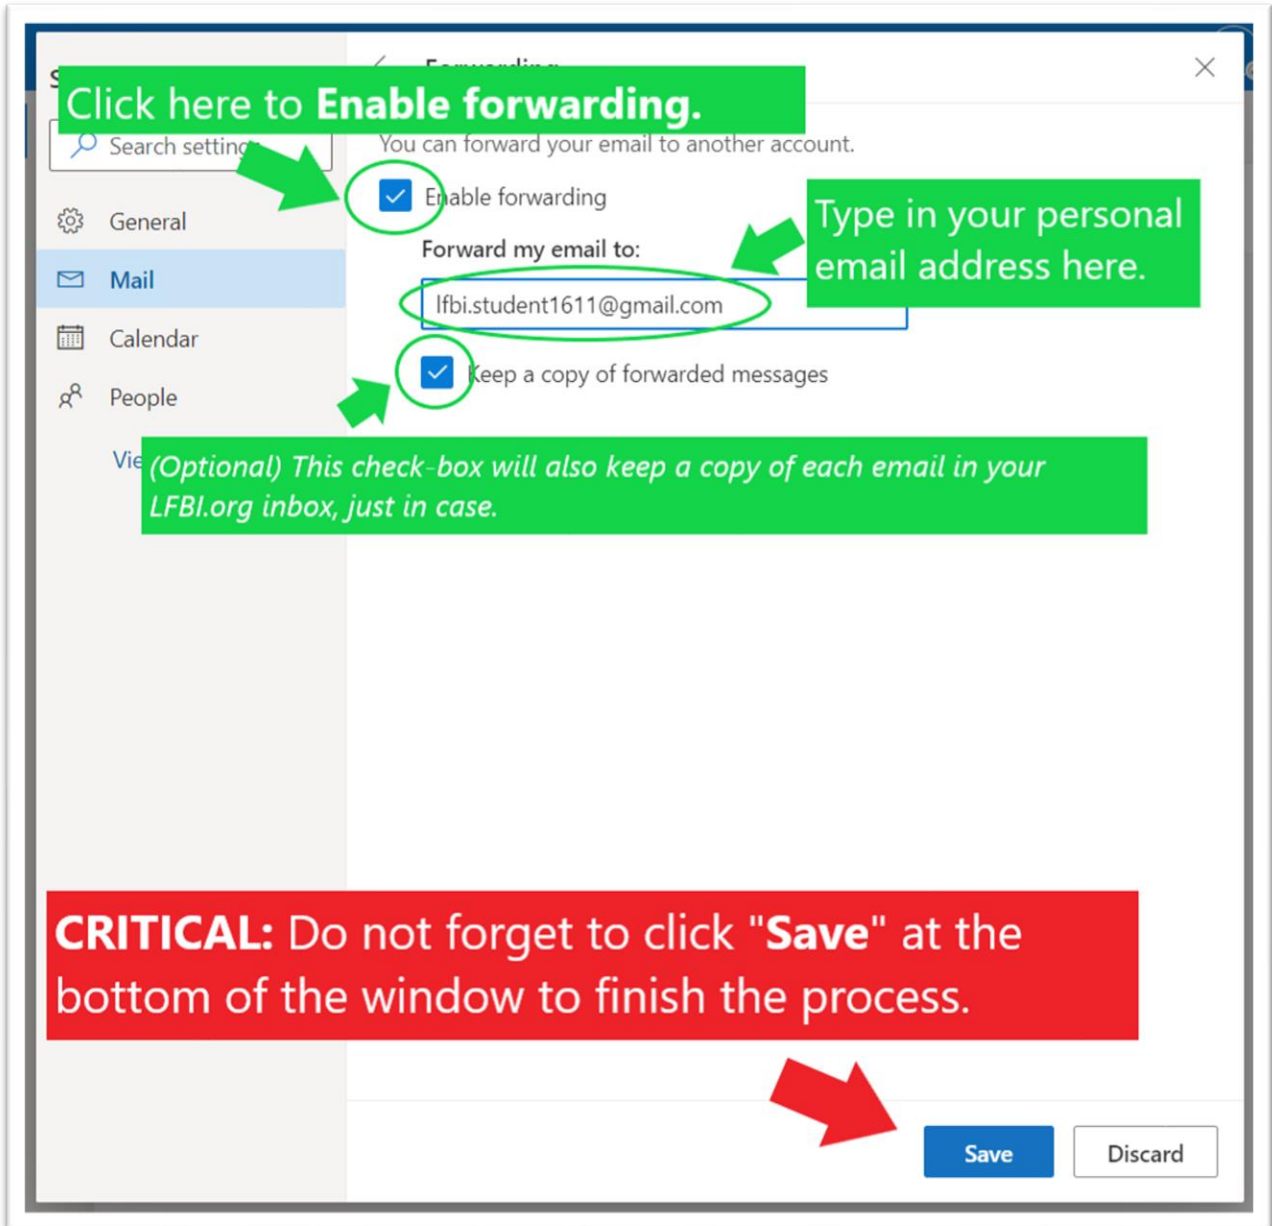 Click here to Enable forwarding.
Search setting
You can forward your email to another account.
Enable forwarding
General
Type in your personal
email address here.
Forward my email to:
Mail
lfbi.student1611@gmail.com
Calendar
Keep a copy of forwarded messages
People
(Optional) This check-box will also keep a copy of each email in your
LFBI.org inbox, just in case.
CRITICAL: Do not forget to click "Save" at the
bottom of the window to finish the process.
Save
Discard